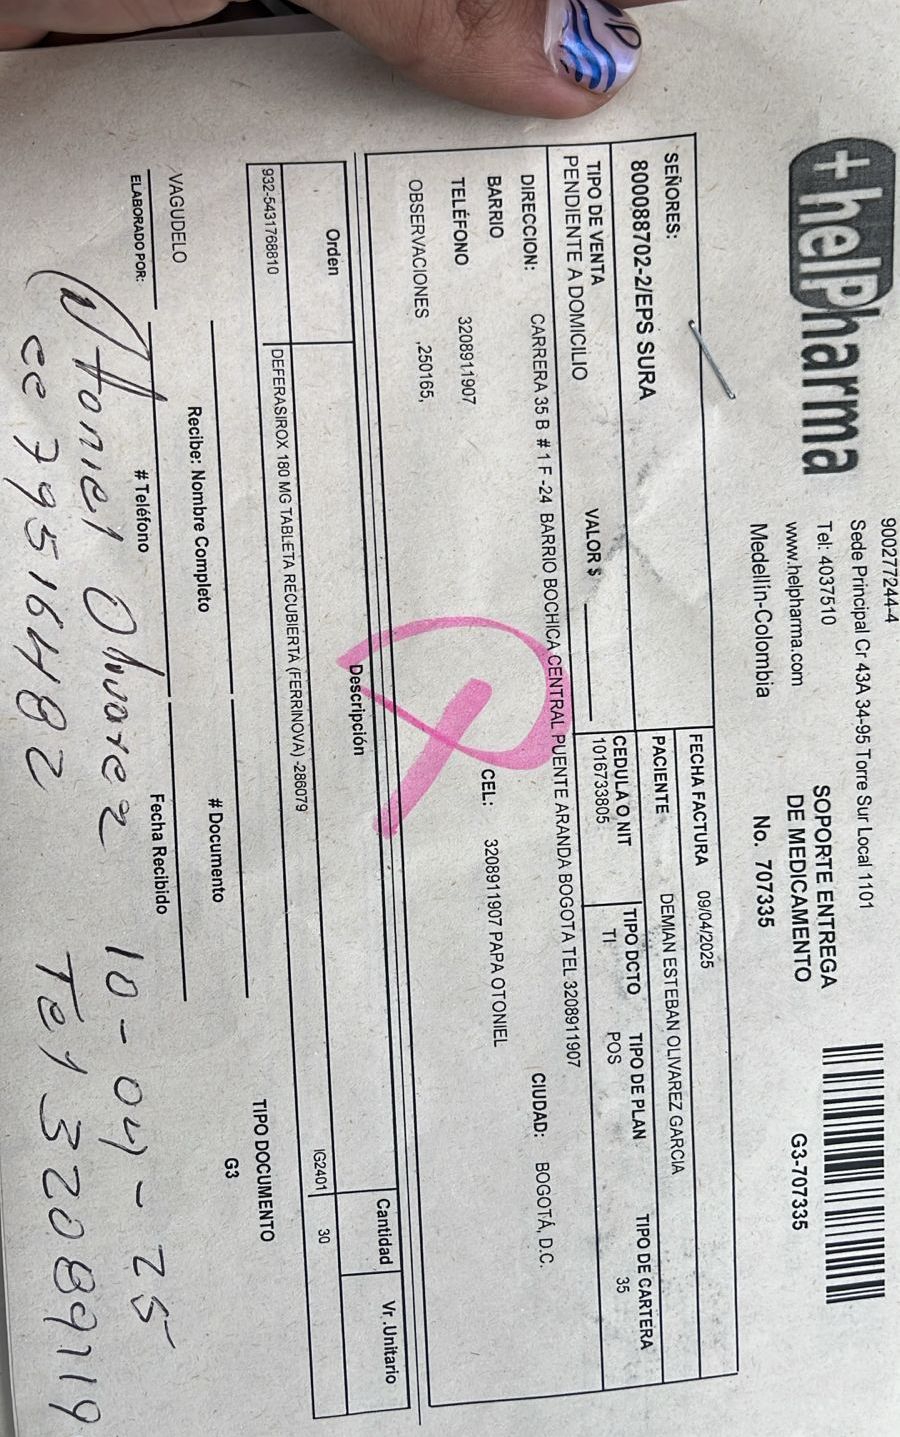 +helPharma
900277244-4
Sede Principal Cr 43A 34-95 Torre Sur Local 1101
Tel: 4037510
www.helpharma.com
Medellín-Colombia
SOPORTE ENTREGA
DE MEDICAMENTO
No. 707335
G3-707335
SEÑORES:
800088702-2/EPS SURA
FECHA FACTURA 09/04/2025
PACIENTE DEMIAN ESTEBAN OLIVAREZ GARCIA
TIPO DE VENTA
PENDIENTE A DOMICILIO
VALOR $
CEDULA O NIT
1016733805
TIPO DCTO
TI
TIPO DE PLAN
POS
TIPO DE CARTERA
35
DIRECCION: CARRERA 35 B # 1 F -24 BARRIO BOCHICA CENTRAL PUENTE ARANDA BOGOTA TEL 3208911907
CIUDAD: BOGOTÁ, D.C.
BARRIO
TELÉFONO 3208911907
CEL: 3208911907 PAPA OTONIEL
OBSERVACIONES ,250165,
Orden Descripción Cantidad Vr .Unitario
932-5431768810 DEFERASIROX 180 MG TABLETA RECUBIERTA (FERRINOVA) -286079 IG2401 30
TIPO DOCUMENTO
G3
Recibe: Nombre Completo
# Documento
VAGUDELO
ELABORADO POR:
# Teléfono
Fecha Recibido
Otoniel Olivarez 10-04-25
cc 79516482 Tel 32089119